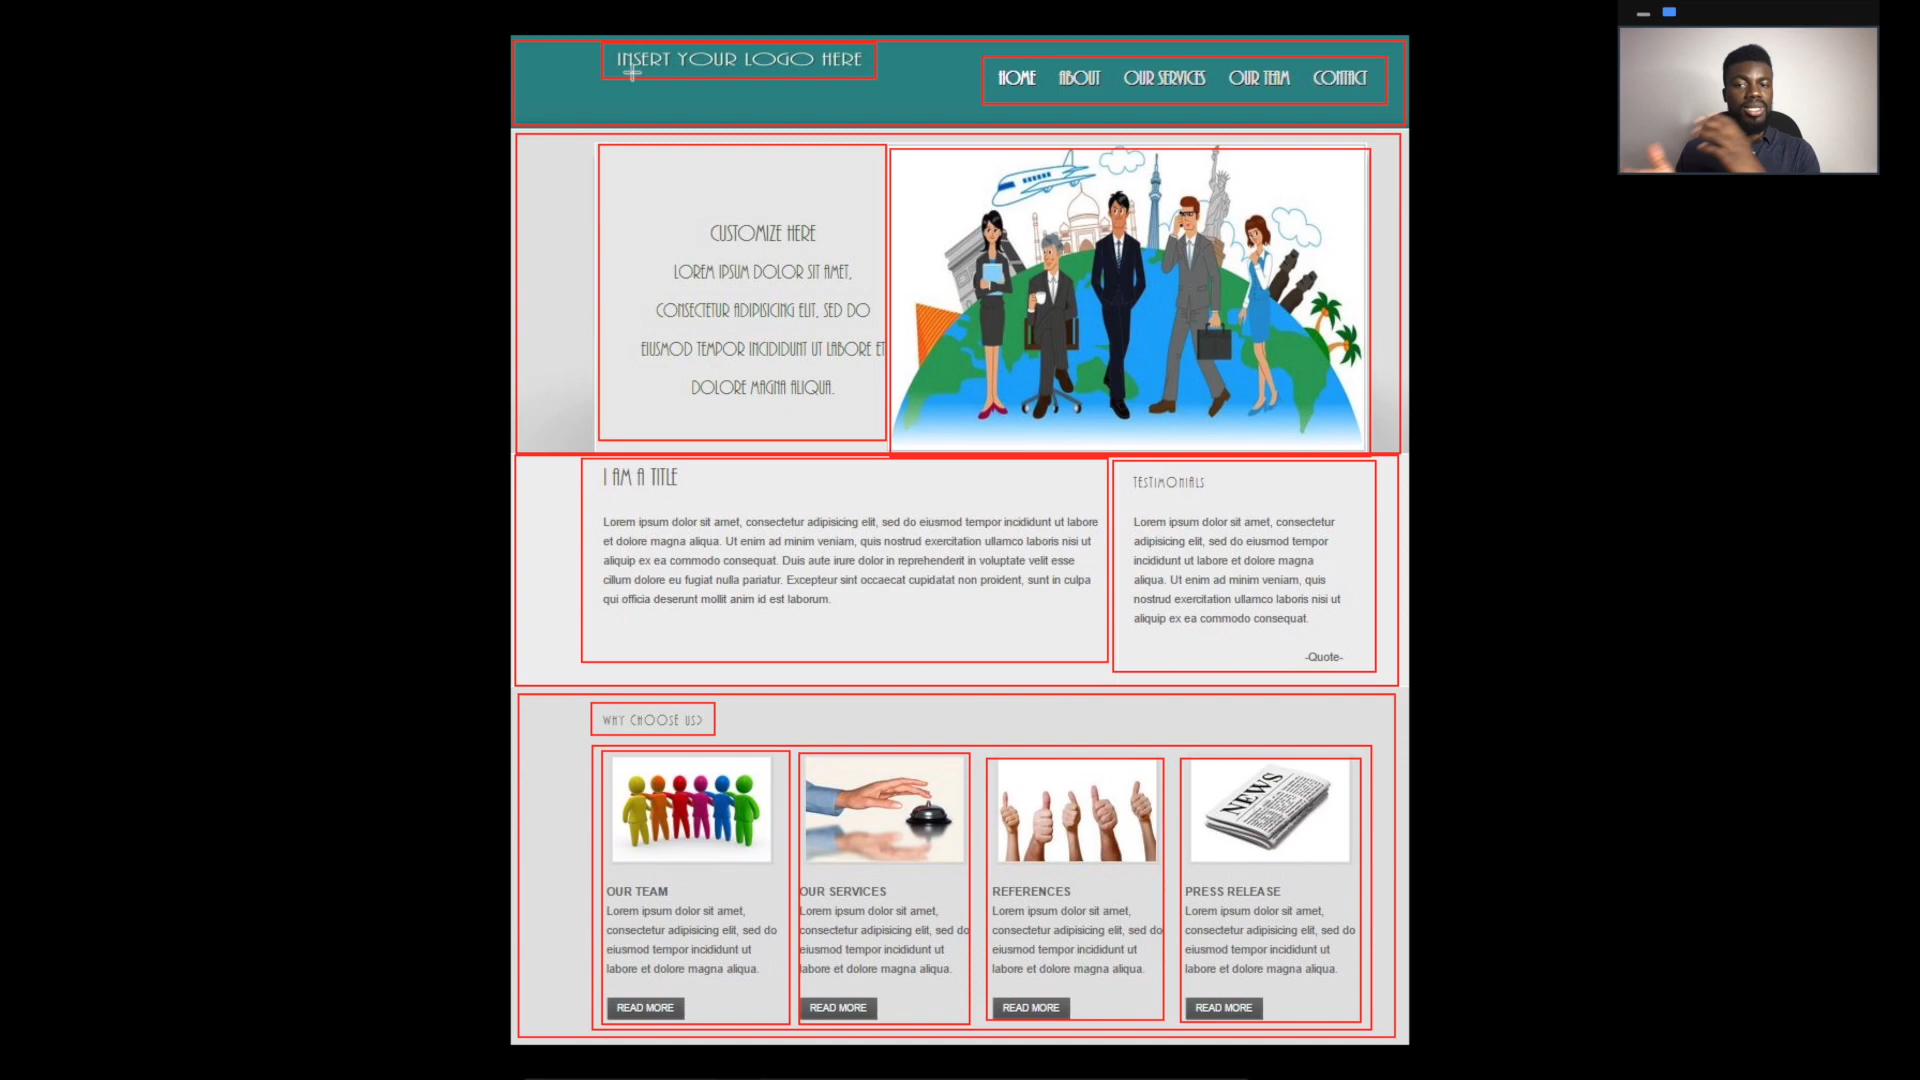 INSERT YOUR LOGO HERE
HOME ABOUT OUR SERVICES OUR TEAM CONTACT
CUSTOMIZE HERE
LOREM IPSUM DOLOR SIT AMET,
CONSECTETUR ADIPISICING ELIT, SED DO
EIUSMOD TEMPOR INCIDIDUNT UT LABORE ET
DOLORE MAGNA ALIQUA.
I AM A TITLE
Lorem ipsum dolor sit amet, consectetur adipisicing elit, sed do eiusmod tempor incididunt ut labore
et dolore magna aliqua. Ut enim ad minim veniam, quis nostrud exercitation ullamco laboris nisi ut
aliquip ex ea commodo consequat. Duis aute irure dolor in reprehenderit in voluptate velit esse
cillum dolore eu fugiat nulla pariatur. Excepteur sint occaecat cupidatat non proident, sunt in culpa
qui officia deserunt mollit anim id est laborum.
TESTIMONIALS
Lorem ipsum dolor sit amet, consectetur
adipisicing elit, sed do eiusmod tempor
incididunt ut labore et dolore magna
aliqua. Ut enim ad minim veniam, quis
nostrud exercitation ullamco laboris nisi ut
aliquip ex ea commodo consequat.
-Quote-
WHY CHOOSE US?
OUR TEAM
Lorem ipsum dolor sit amet,
consectetur adipisicing elit, sed do
eiusmod tempor incididunt ut
labore et dolore magna aliqua.
READ MORE
OUR SERVICES
Lorem ipsum dolor sit amet,
consectetur adipisicing elit, sed do
eiusmod tempor incididunt ut
labore et dolore magna aliqua.
READ MORE
REFERENCES
Lorem ipsum dolor sit amet,
consectetur adipisicing elit, sed do
eiusmod tempor incididunt ut
labore et dolore magna aliqua.
READ MORE
NEWS
PRESS RELEASE
Lorem ipsum dolor sit amet,
consectetur adipisicing elit, sed do
eiusmod tempor incididunt ut
labore et dolore magna aliqua.
READ MORE